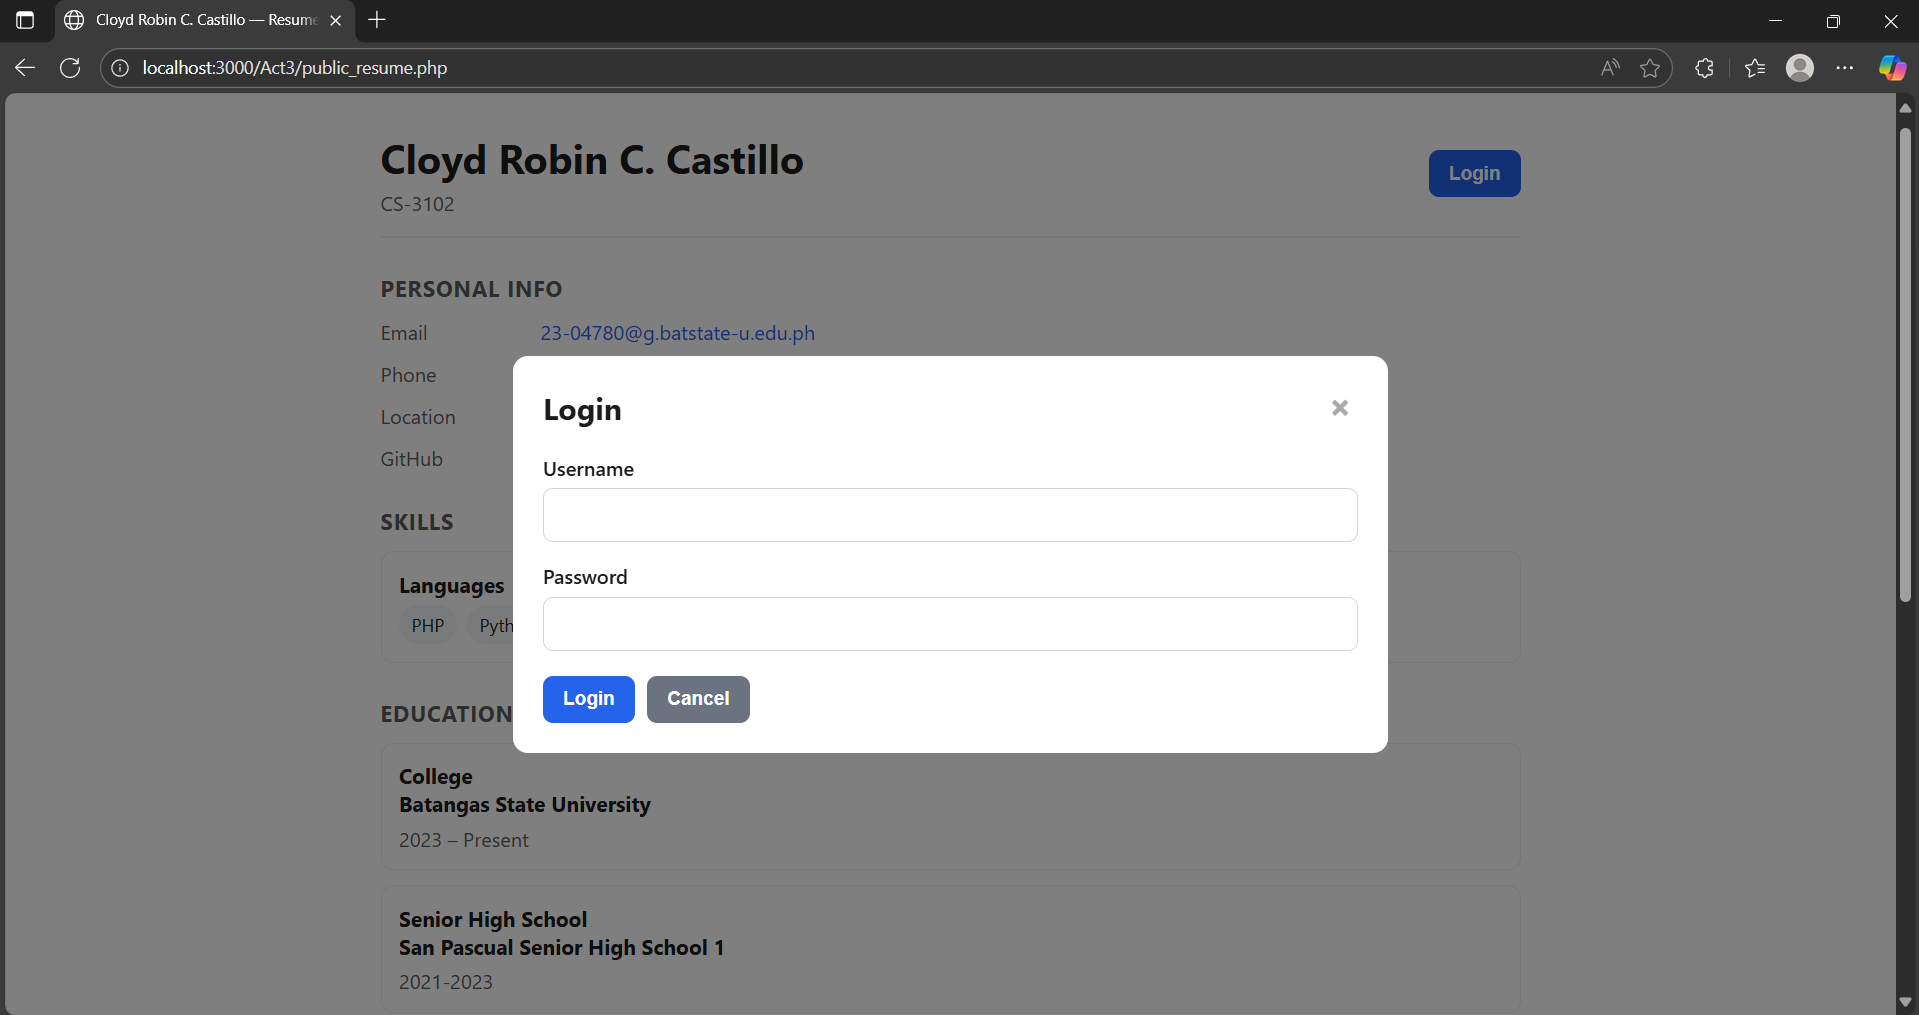 Cloyd Robin C. Castillo — Resume
localhost:3000/Act3/public_resume.php
Cloyd Robin C. Castillo
Login
CS-3102
PERSONAL INFO
Email 23-04780@g.batstate-u.edu.ph
Phone
Location
GitHub
SKILLS
Languages
PHP Pyth
EDUCATION
College
Batangas State University
2023 – Present
Senior High School
San Pascual Senior High School 1
2021-2023
Login
Username
Password
Login Cancel